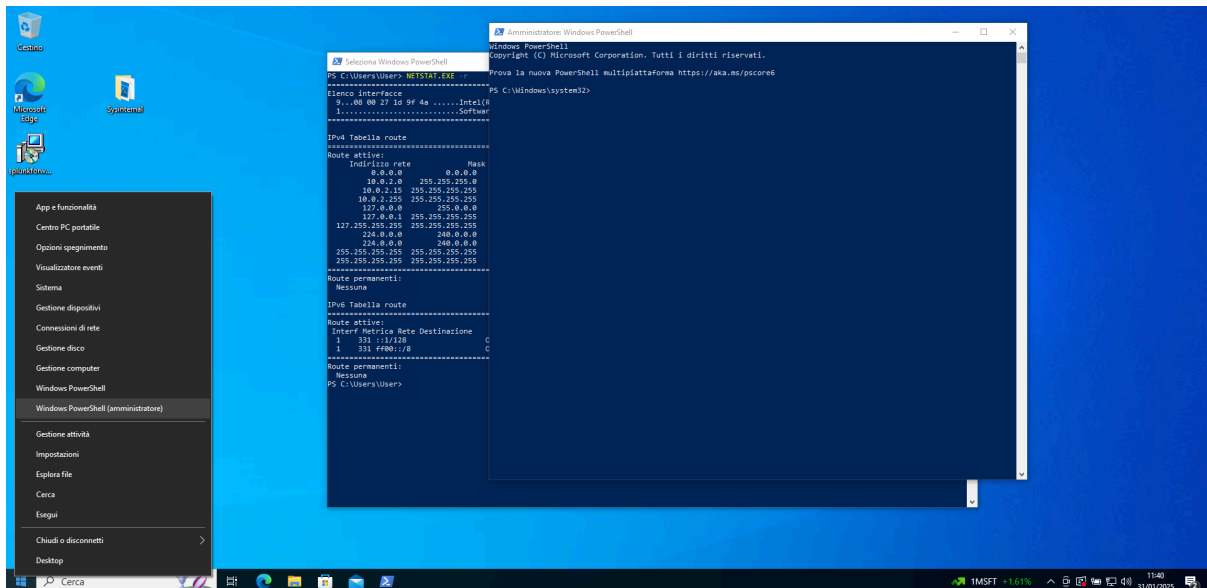 Cestino
Microsoft
Edge
Sysinternal
splunkforw...
App e funzionalità
Centro PC portatile
Opzioni spegnimento
Visualizzatore eventi
Sistema
Gestione dispositivi
Connessioni di rete
Gestione disco
Gestione computer
Windows PowerShell
Windows PowerShell (amministratore)
Gestione attività
Impostazioni
Esplora file
Cerca
Esegui
Chiudi o disconnetti
Desktop
Seleziona Windows PowerShell
PS C:\Users\User> NETSTAT.EXE -r
===========================================
Elenco interfacce
9...08 00 27 1d 9f 4a ......Intel(R
1...........................Softwar
===========================================
IPv4 Tabella route
===========================================
Route attive:
Indirizzo rete Mask
0.0.0.0 0.0.0.0
10.0.2.0 255.255.255.0
10.0.2.15 255.255.255.255
10.0.2.255 255.255.255.255
127.0.0.0 255.0.0.0
127.0.0.1 255.255.255.255
127.255.255.255 255.255.255.255
224.0.0.0 240.0.0.0
224.0.0.0 240.0.0.0
255.255.255.255 255.255.255.255
255.255.255.255 255.255.255.255
===========================================
Route permanenti:
Nessuna
IPv6 Tabella route
===========================================
Route attive:
Interf Metrica Rete Destinazione
1 331 ::1/128
1 331 ff00::/8
===========================================
Route permanenti:
Nessuna
PS C:\Users\User>
Amministratore: Windows PowerShell
Windows PowerShell
Copyright (C) Microsoft Corporation. Tutti i diritti riservati.
Prova la nuova PowerShell multipiattaforma https://aka.ms/pscore6
PS C:\Windows\system32>
Cerca
1MSFT +1,61%
11:40
31/01/2025